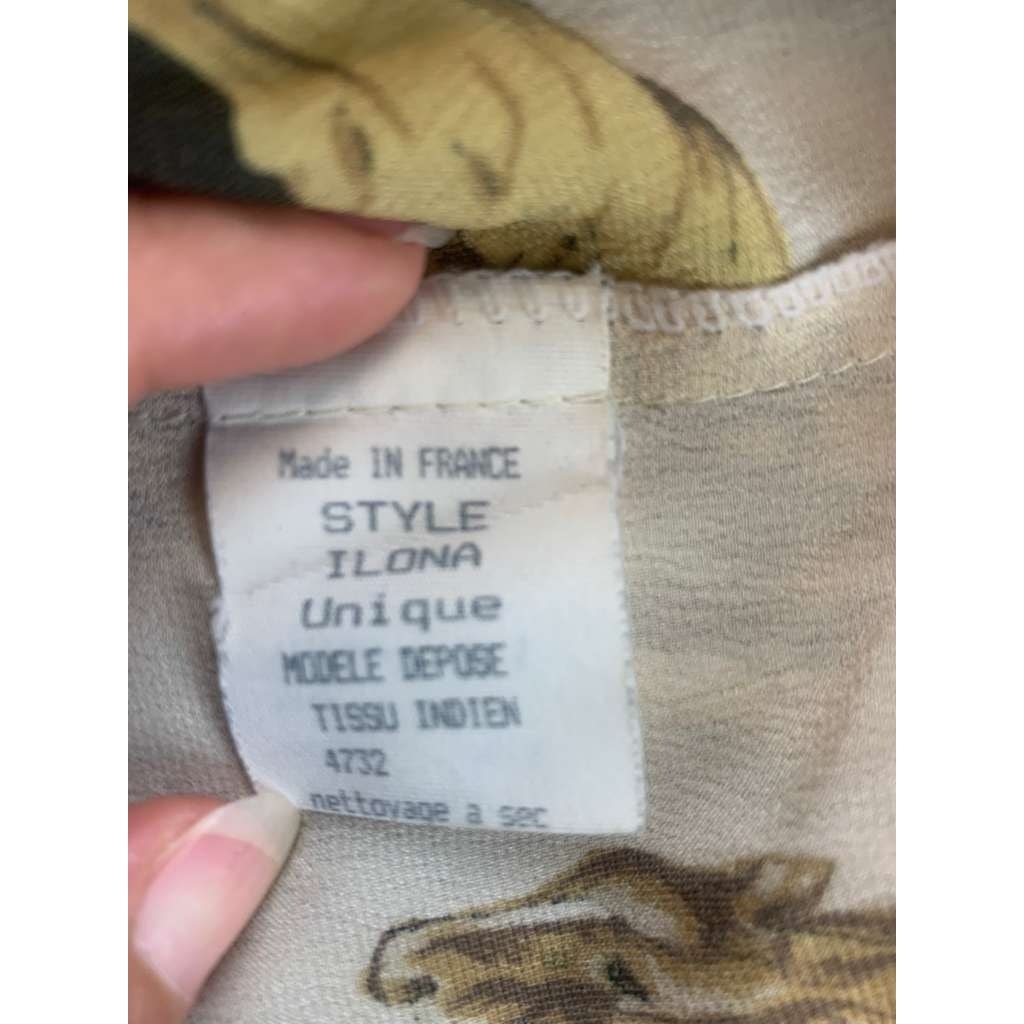 Made IN FRANCE
STYLE
ILONA
Unique
MODELE DEPOSE
TISSU INDIEN
4732
nettoyage a sec